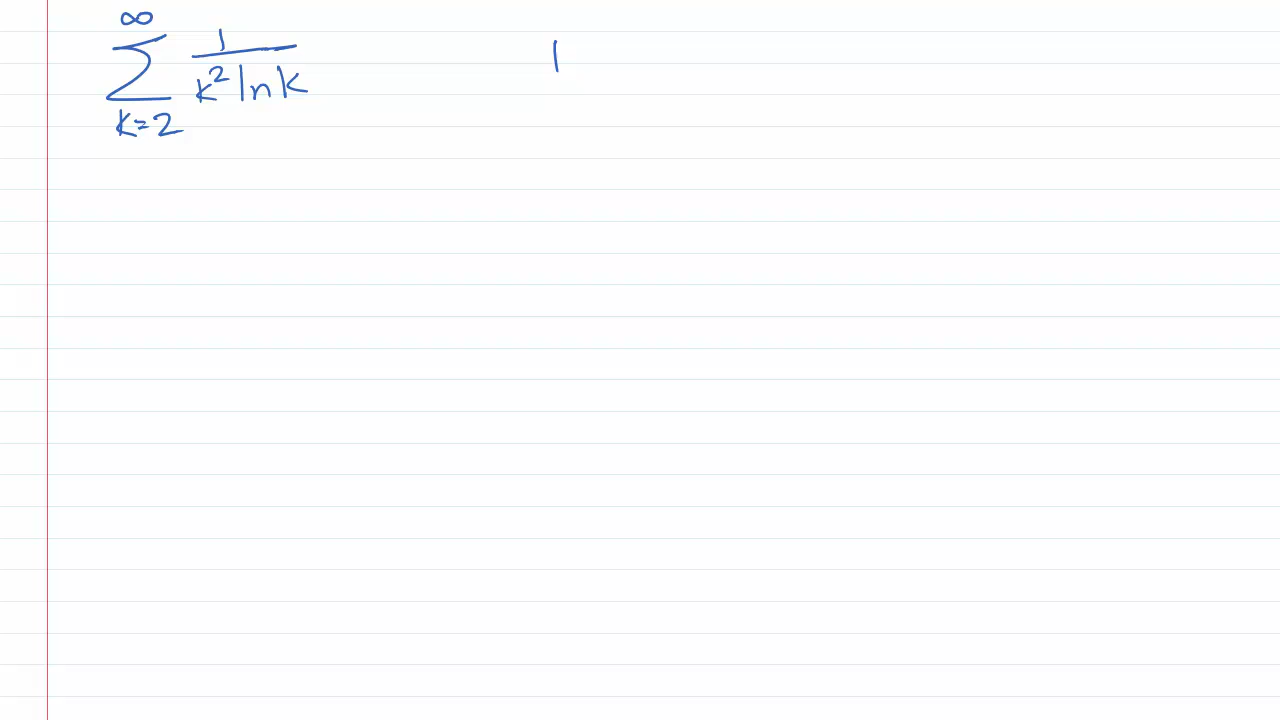 ∞
∑ 1 / (k² ln k) |
k=2